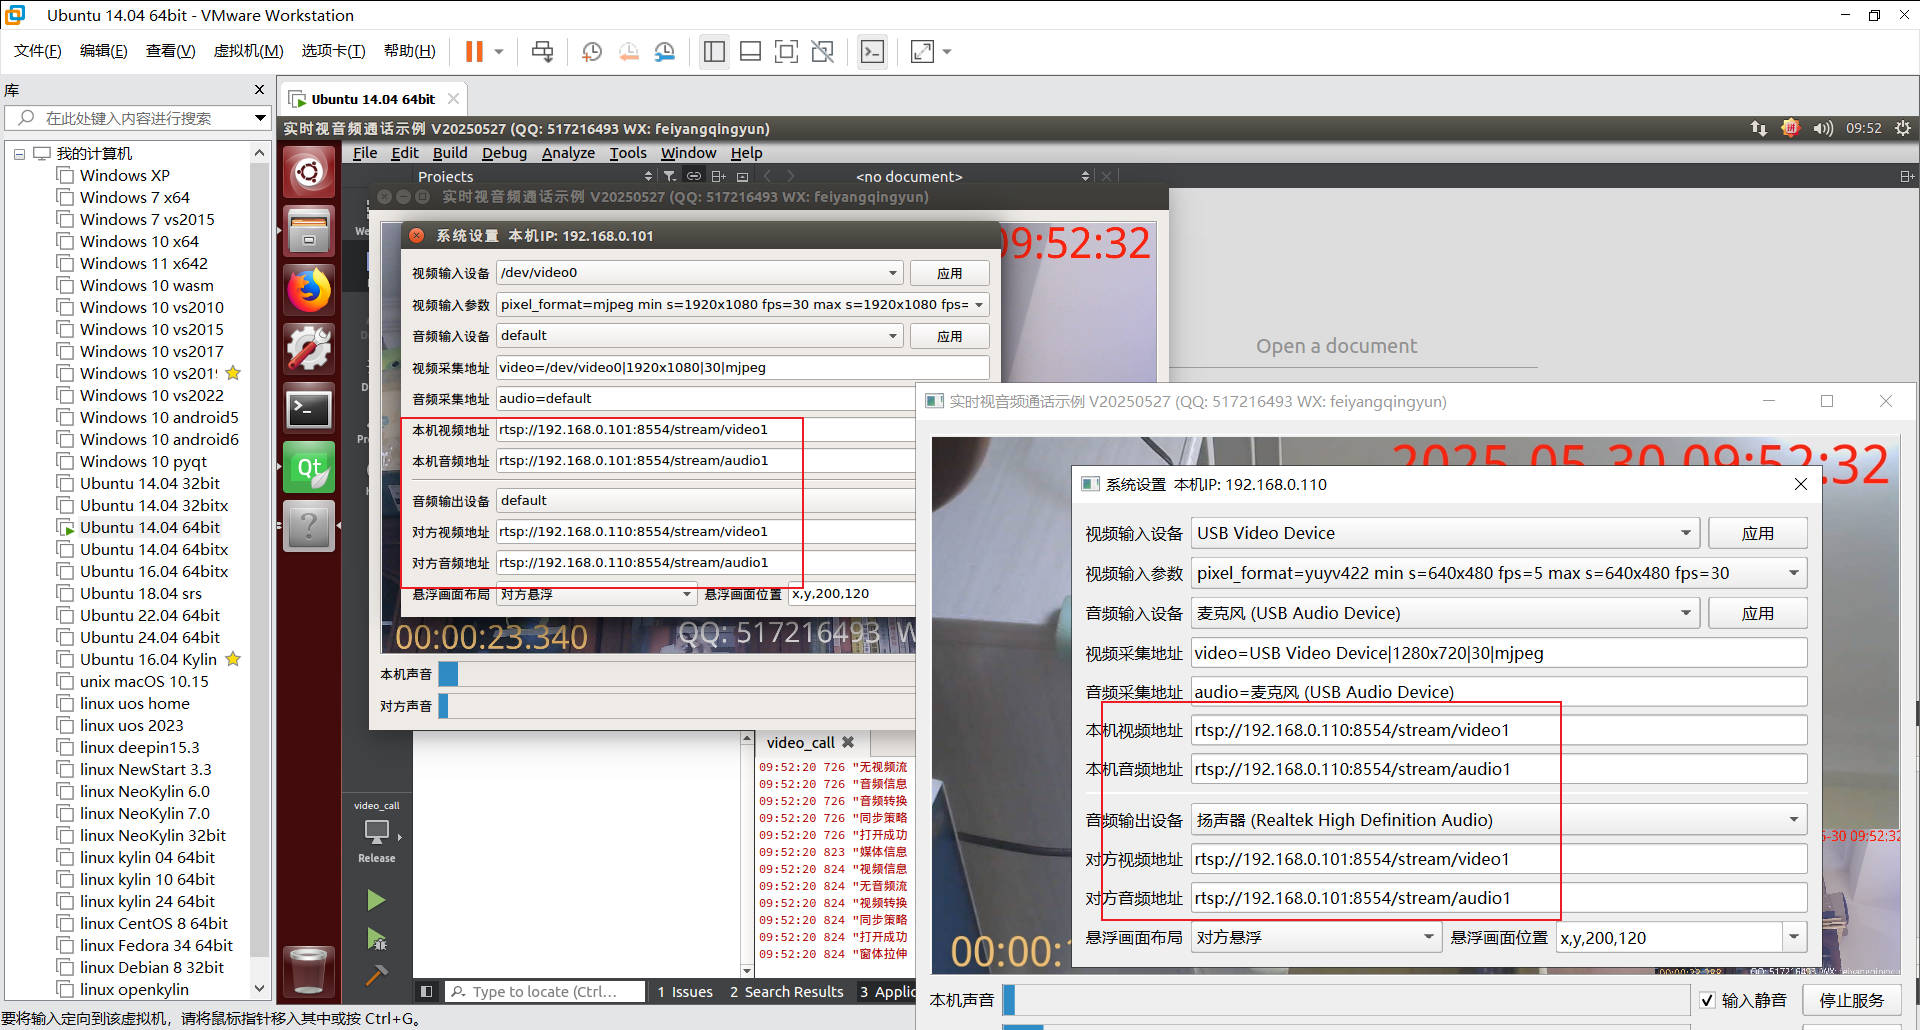 Ubuntu 14.04 64bit - VMware Workstation
文件(F) 编辑(E) 查看(V) 虚拟机(M) 选项卡(T) 帮助(H)
库
在此处键入内容进行搜索
我的计算机
Windows XP
Windows 7 x64
Windows 7 vs2015
Windows 10 x64
Windows 11 x642
Windows 10 wasm
Windows 10 vs2010
Windows 10 vs2015
Windows 10 vs2017
Windows 10 vs2019
Windows 10 vs2022
Windows 10 android5
Windows 10 android6
Windows 10 pyqt
Ubuntu 14.04 32bit
Ubuntu 14.04 32bitx
Ubuntu 14.04 64bit
Ubuntu 14.04 64bitx
Ubuntu 16.04 64bitx
Ubuntu 18.04 srs
Ubuntu 22.04 64bit
Ubuntu 24.04 64bit
Ubuntu 16.04 Kylin
unix macOS 10.15
linux uos home
linux uos 2023
linux deepin15.3
linux NewStart 3.3
linux NeoKylin 6.0
linux NeoKylin 7.0
linux NeoKylin 32bit
linux kylin 04 64bit
linux kylin 10 64bit
linux kylin 24 64bit
linux CentOS 8 64bit
linux Fedora 34 64bit
linux Debian 8 32bit
linux openkylin
要将输入定向到该虚拟机，请将鼠标指针移入其中或按 Ctrl+G。
Ubuntu 14.04 64bit
实时视音频通话示例 V20250527 (QQ: 517216493 WX: feiyangqingyun)
拼
09:52
File Edit Build Debug Analyze Tools Window Help
Projects
<no document>
Qt
Open a document
实时视音频通话示例 V20250527 (QQ: 517216493 WX: feiyangqingyun)
09:52:32
系统设置 本机IP: 192.168.0.101
视频输入设备 /dev/video0 应用
视频输入参数 pixel_format=mjpeg min s=1920x1080 fps=30 max s=1920x1080 fps=
音频输入设备 default 应用
视频采集地址 video=/dev/video0|1920x1080|30|mjpeg
音频采集地址 audio=default
本机视频地址 rtsp://192.168.0.101:8554/stream/video1
本机音频地址 rtsp://192.168.0.101:8554/stream/audio1
音频输出设备 default
对方视频地址 rtsp://192.168.0.110:8554/stream/video1
对方音频地址 rtsp://192.168.0.110:8554/stream/audio1
悬浮画面布局 对方悬浮 悬浮画面位置 x,y,200,120
00:00:23.340 QQ: 517216493 W
本机声音
对方声音
video_call
09:52:20 726 "无视频流
09:52:20 726 "音频信息
09:52:20 726 "音频转换
09:52:20 726 "同步策略
09:52:20 726 "打开成功
09:52:20 823 "媒体信息
09:52:20 824 "视频信息
09:52:20 824 "无音频流
09:52:20 824 "视频转换
09:52:20 824 "同步策略
09:52:20 824 "打开成功
09:52:20 824 "窗体拉伸
video_call
Release
Type to locate (Ctrl...
1 Issues 2 Search Results 3 Applic
实时视音频通话示例 V20250527 (QQ: 517216493 WX: feiyangqingyun)
2025-05-30 09:52:32
系统设置 本机IP: 192.168.0.110
视频输入设备 USB Video Device 应用
视频输入参数 pixel_format=yuyv422 min s=640x480 fps=5 max s=640x480 fps=30
音频输入设备 麦克风 (USB Audio Device) 应用
视频采集地址 video=USB Video Device|1280x720|30|mjpeg
音频采集地址 audio=麦克风 (USB Audio Device)
本机视频地址 rtsp://192.168.0.110:8554/stream/video1
本机音频地址 rtsp://192.168.0.110:8554/stream/audio1
音频输出设备 扬声器 (Realtek High Definition Audio)
对方视频地址 rtsp://192.168.0.101:8554/stream/video1
对方音频地址 rtsp://192.168.0.101:8554/stream/audio1
悬浮画面布局 对方悬浮 悬浮画面位置 x,y,200,120
5-30 09:52:32
00:00:
QQ: 517216493 WX: feiyangqingyun
本机声音 输入静音 停止服务